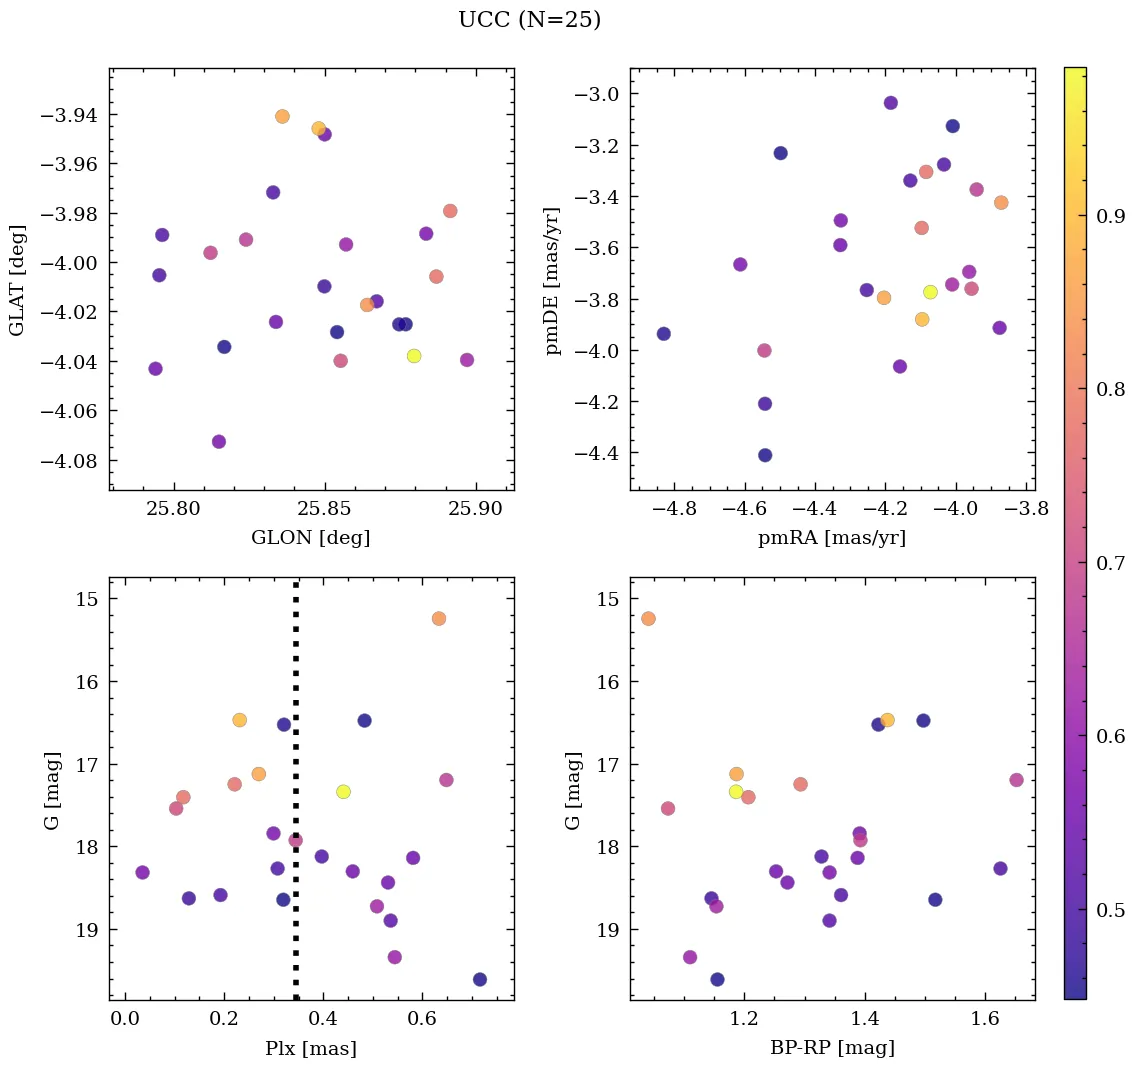 UCC (N=25)
−3.94
−3.96
−3.98
−4.00
−4.02
−4.04
−4.06
−4.08
GLAT [deg]
25.80 25.85 25.90
GLON [deg]
−3.0
−3.2
−3.4
−3.6
−3.8
−4.0
−4.2
−4.4
pmDE [mas/yr]
−4.8 −4.6 −4.4 −4.2 −4.0 −3.8
pmRA [mas/yr]
15
16
17
18
19
G [mag]
0.0 0.2 0.4 0.6
Plx [mas]
15
16
17
18
19
G [mag]
1.2 1.4 1.6
BP-RP [mag]
0.9
0.8
0.7
0.6
0.5